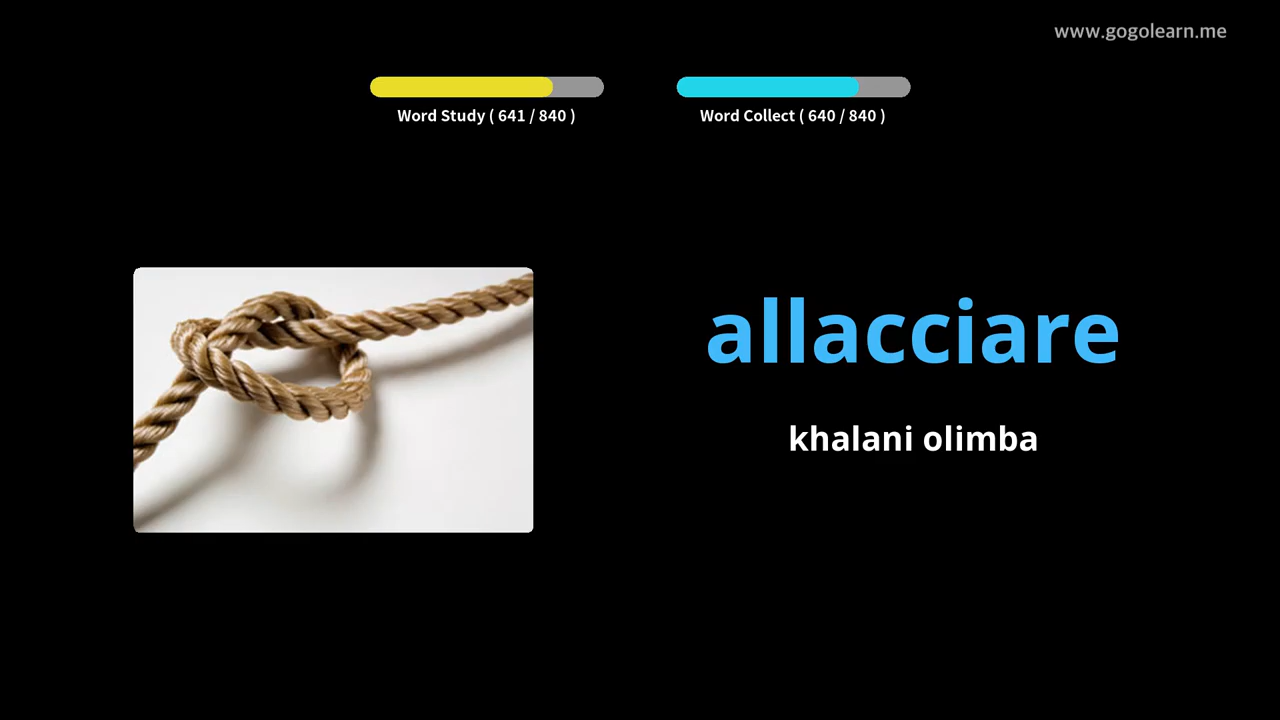 www.gogolearn.me
Word Study ( 641 / 840 )
Word Collect ( 640 / 840 )
allacciare
khalani olimba